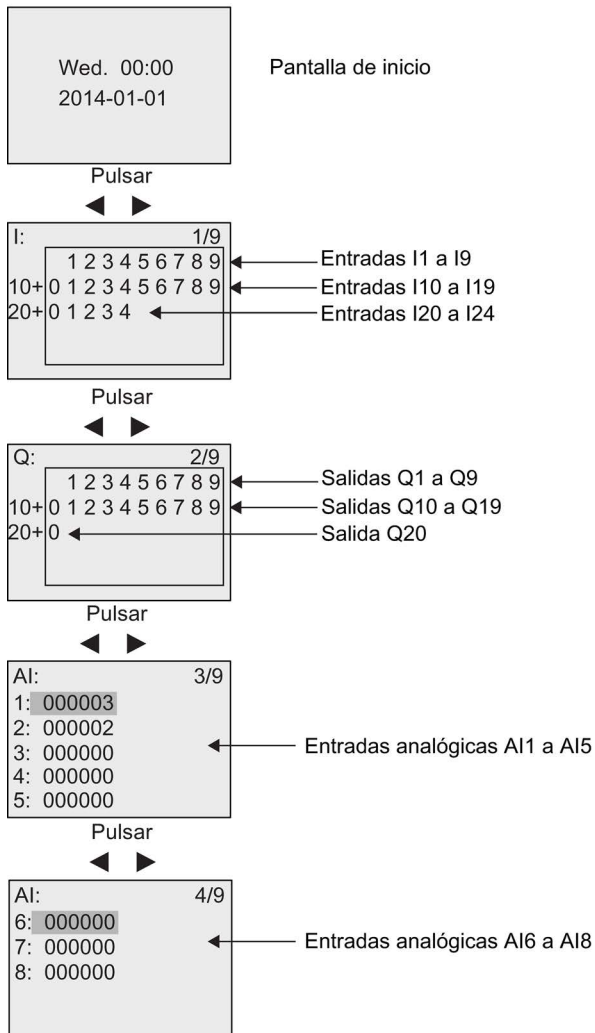 Wed. 00:00
Pantalla de inicio
2014-01-01
Pulsar
I: 1/9
1 2 3 4 5 6 7 8 9
Entradas I1 a I9
10+ 0 1 2 3 4 5 6 7 8 9
Entradas I10 a I19
20+ 0 1 2 3 4
Entradas I20 a I24
Pulsar
Q: 2/9
1 2 3 4 5 6 7 8 9
Salidas Q1 a Q9
10+ 0 1 2 3 4 5 6 7 8 9
Salidas Q10 a Q19
20+ 0
Salida Q20
Pulsar
AI: 3/9
1: 000003
2: 000002
3: 000000
Entradas analógicas AI1 a AI5
4: 000000
5: 000000
Pulsar
AI: 4/9
6: 000000
7: 000000
Entradas analógicas AI6 a AI8
8: 000000